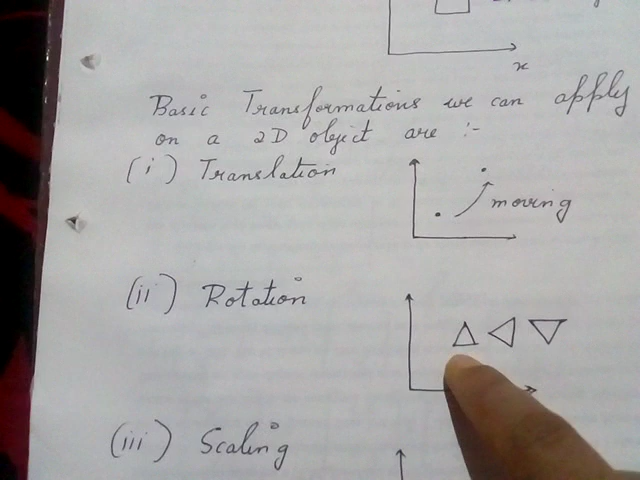 x
Basic Transformations we can apply
on a 2D object are :-
(i) Translation
moving
(ii) Rotation
(iii) Scaling